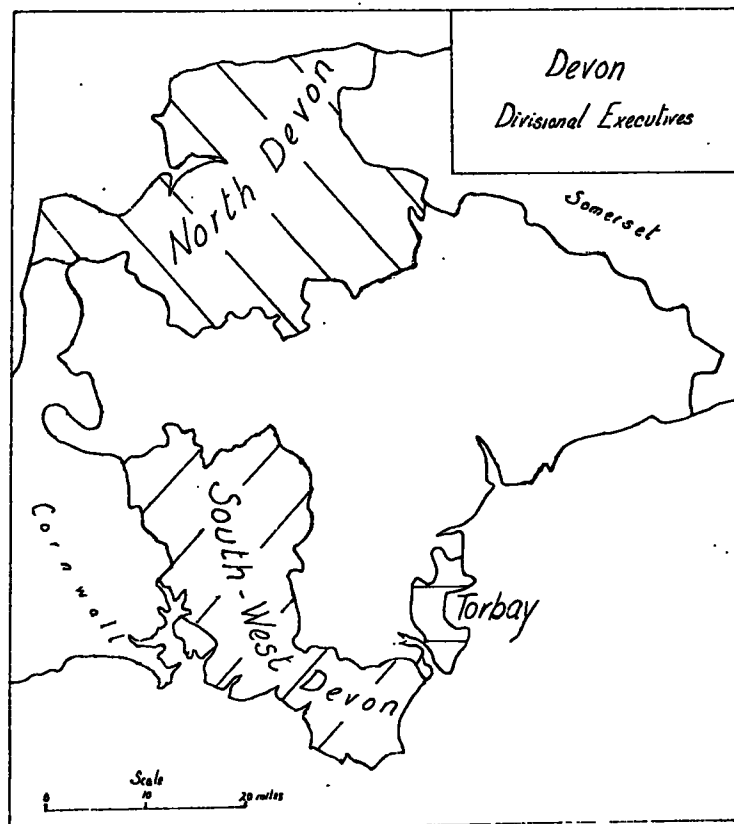 Devon
Divisional Executives
North Devon
Somerset
Cornwall
South-West
Devon
Torbay
Scale
0 10 20 miles